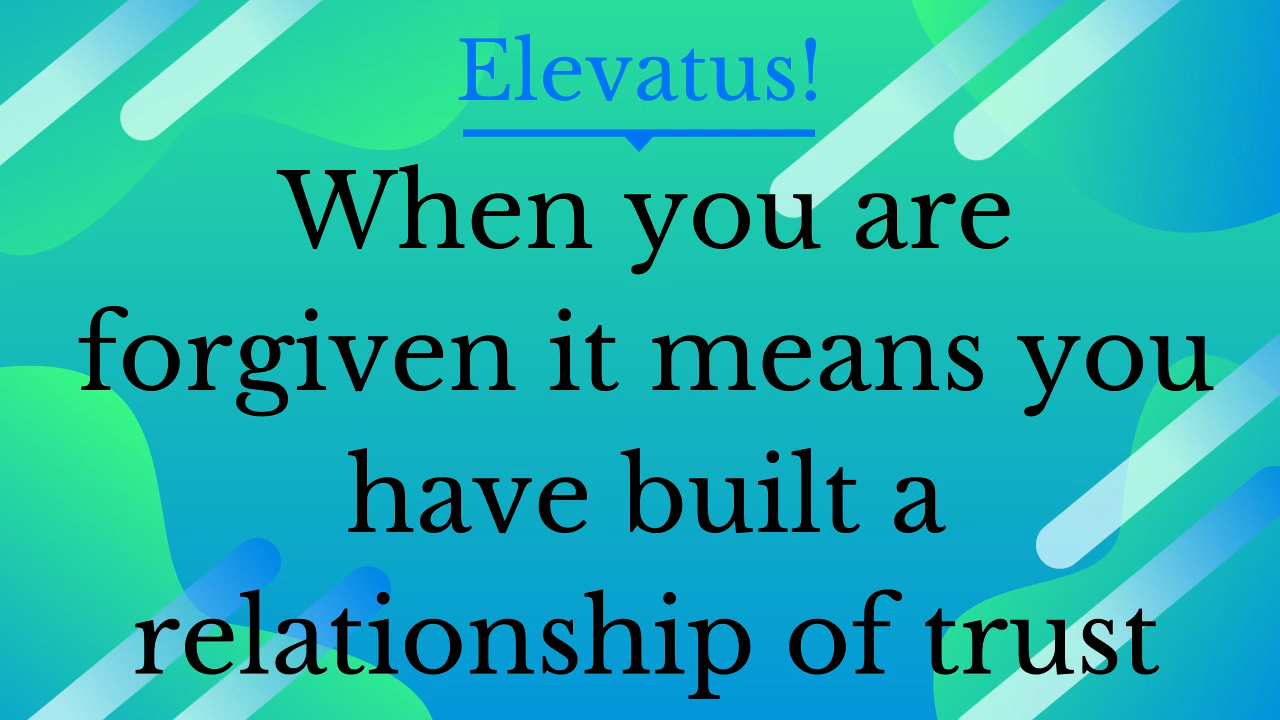 Elevatus!
When you are
forgiven it means you
have built a
relationship of trust